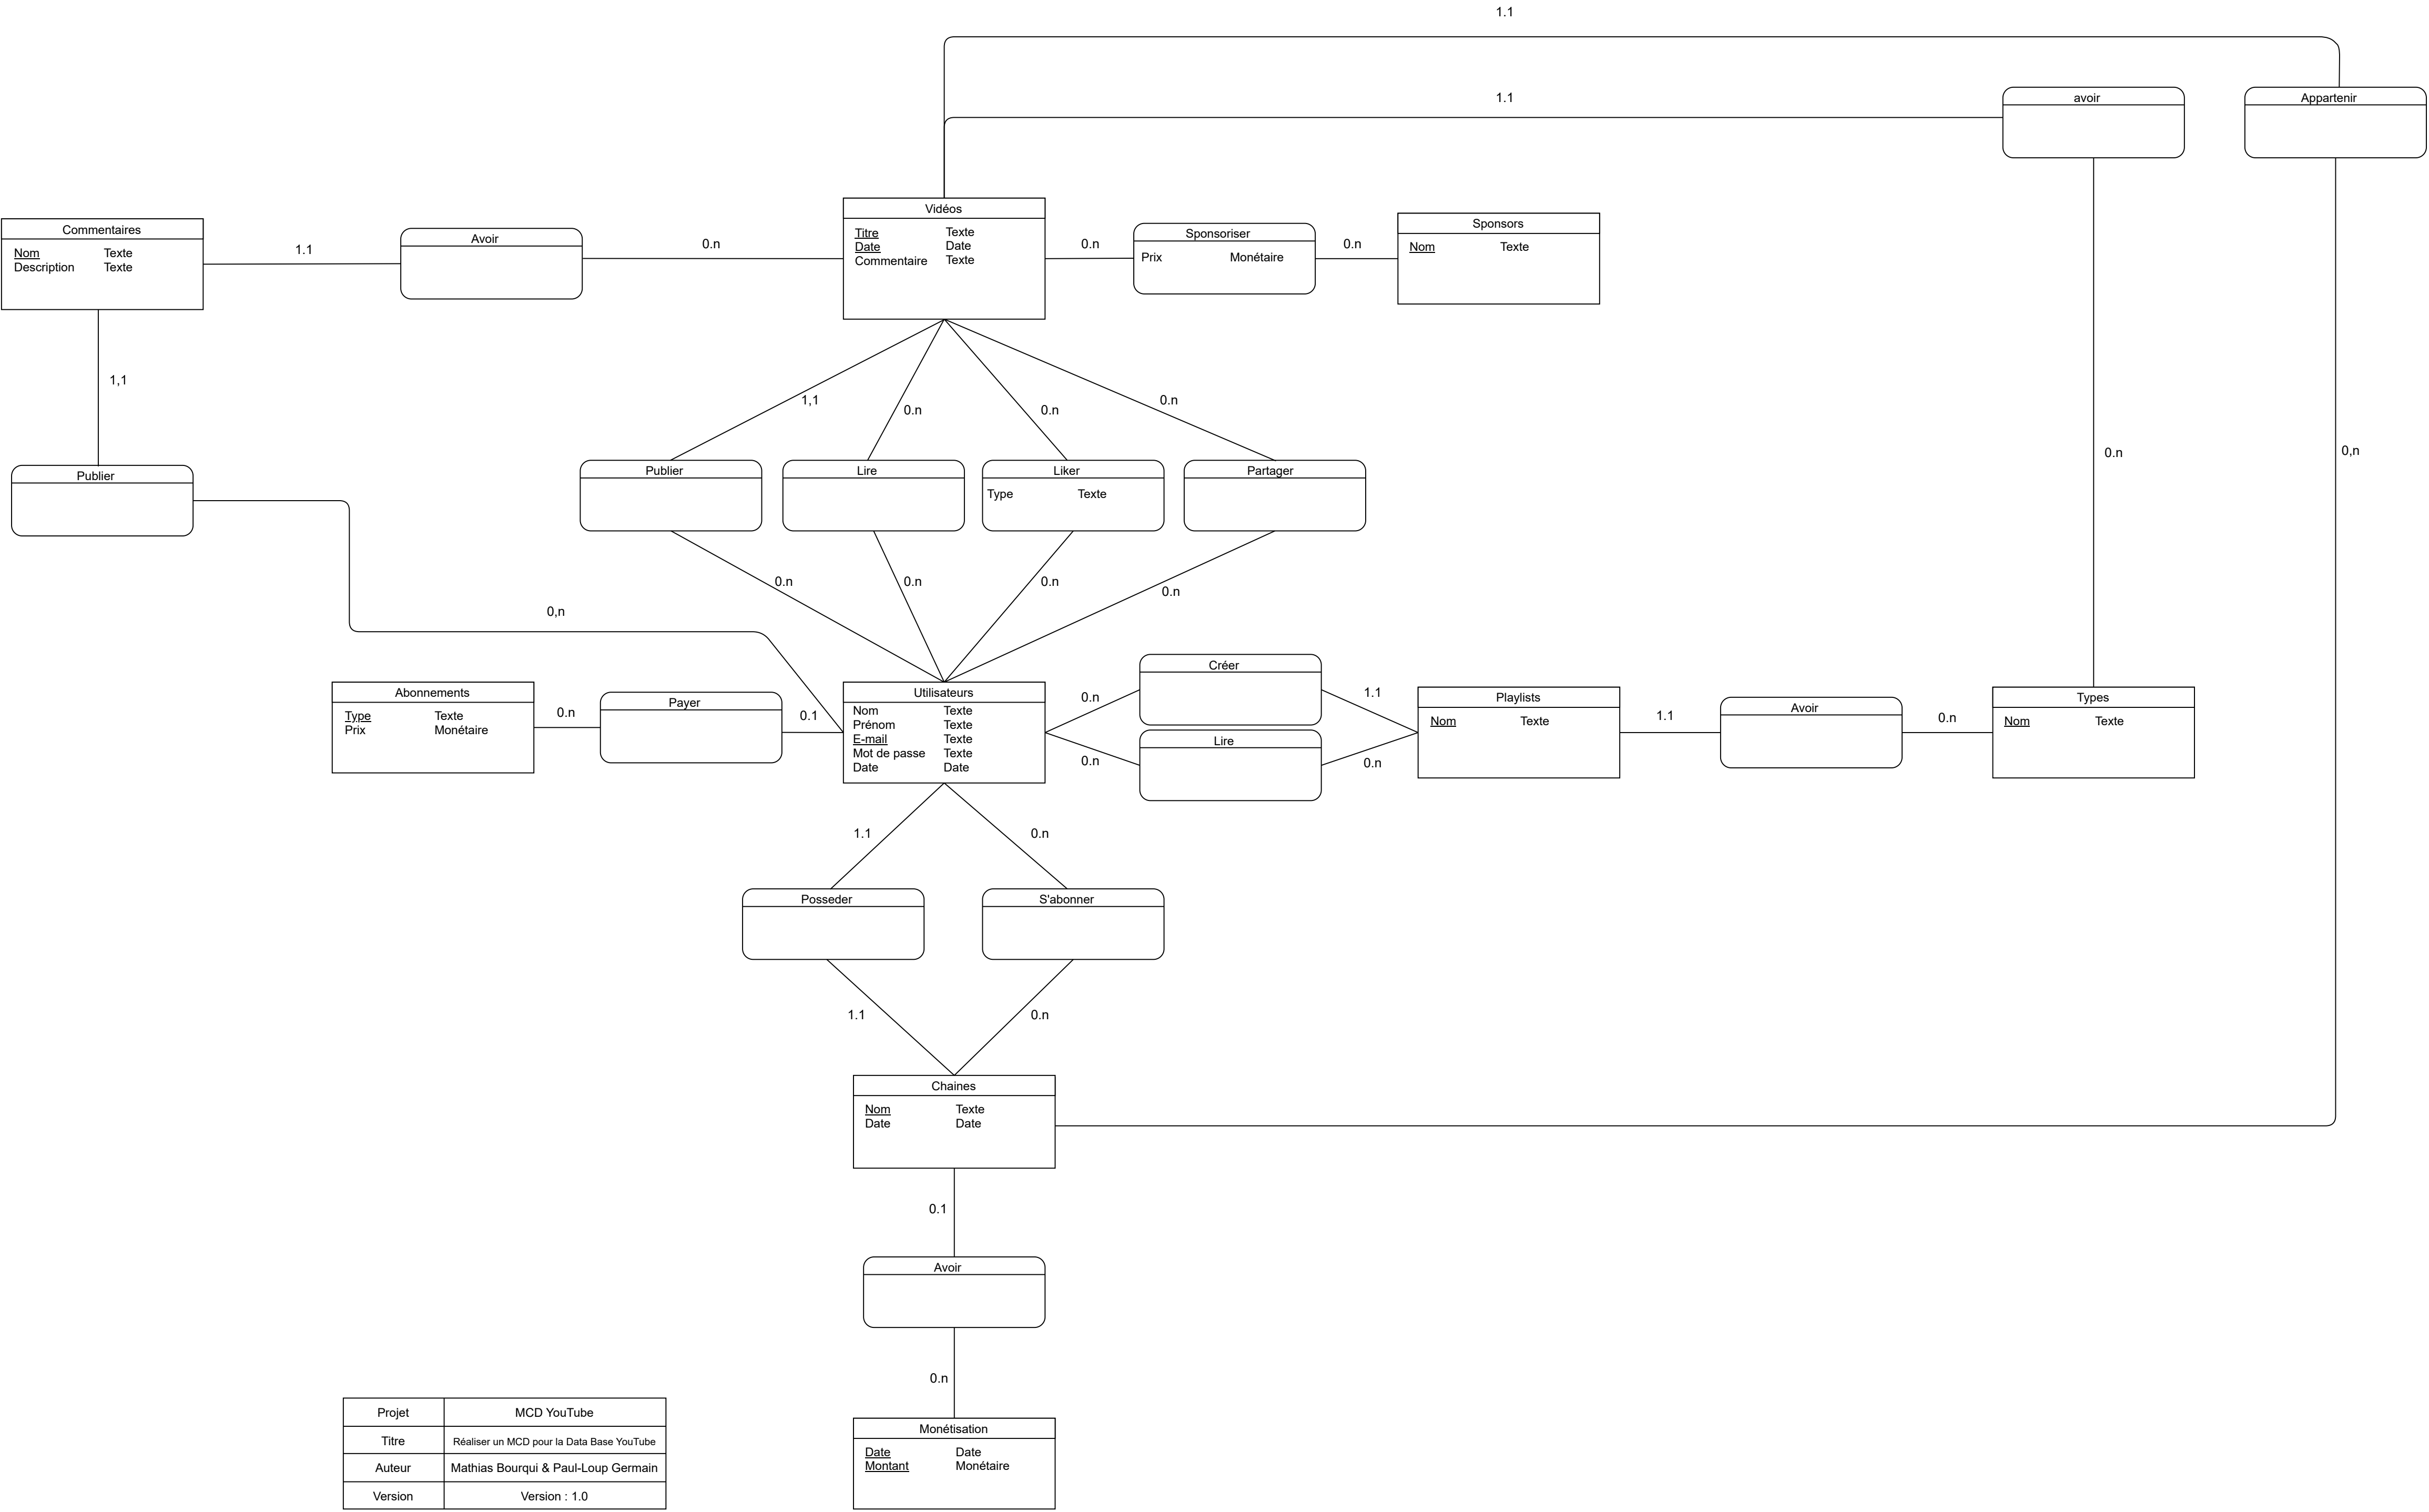 1.1
1.1
avoir
Appartenir
Vidéos
Titre Texte
Date Date
Commentaire Texte
Commentaires
Nom Texte
Description Texte
1.1
Avoir
0.n
0.n
Sponsoriser
Prix Monétaire
0.n
Sponsors
Nom Texte
1,1
1,1
0.n
0.n
0.n
0.n
0,n
Publier
Publier
Lire
Liker
Type Texte
Partager
0.n
0.n
0.n
0.n
0,n
Abonnements
Type Texte
Prix Monétaire
0.n
Payer
0.1
Utilisateurs
Nom Texte
Prénom Texte
E-mail Texte
Mot de passe Texte
Date Date
0.n
0.n
Créer
Lire
1.1
0.n
Playlists
Nom Texte
1.1
Avoir
0.n
Types
Nom Texte
1.1
0.n
Posseder
S'abonner
1.1
0.n
Chaines
Nom Texte
Date Date
0.1
Avoir
0.n
Monétisation
Date Date
Montant Monétaire
Projet MCD YouTube
Titre Réaliser un MCD pour la Data Base YouTube
Auteur Mathias Bourqui & Paul-Loup Germain
Version Version : 1.0